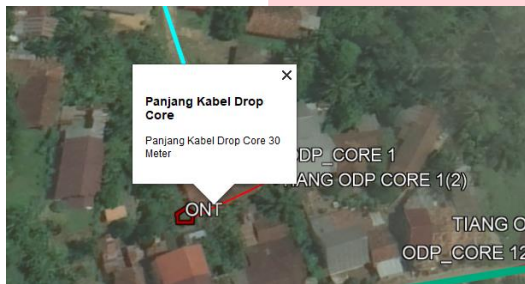 Panjang Kabel Drop
Core
Panjang Kabel Drop Core 30
Meter
ODP_CORE 1
TIANG ODP CORE 1(2)
ONT
TIANG O
ODP_CORE 12